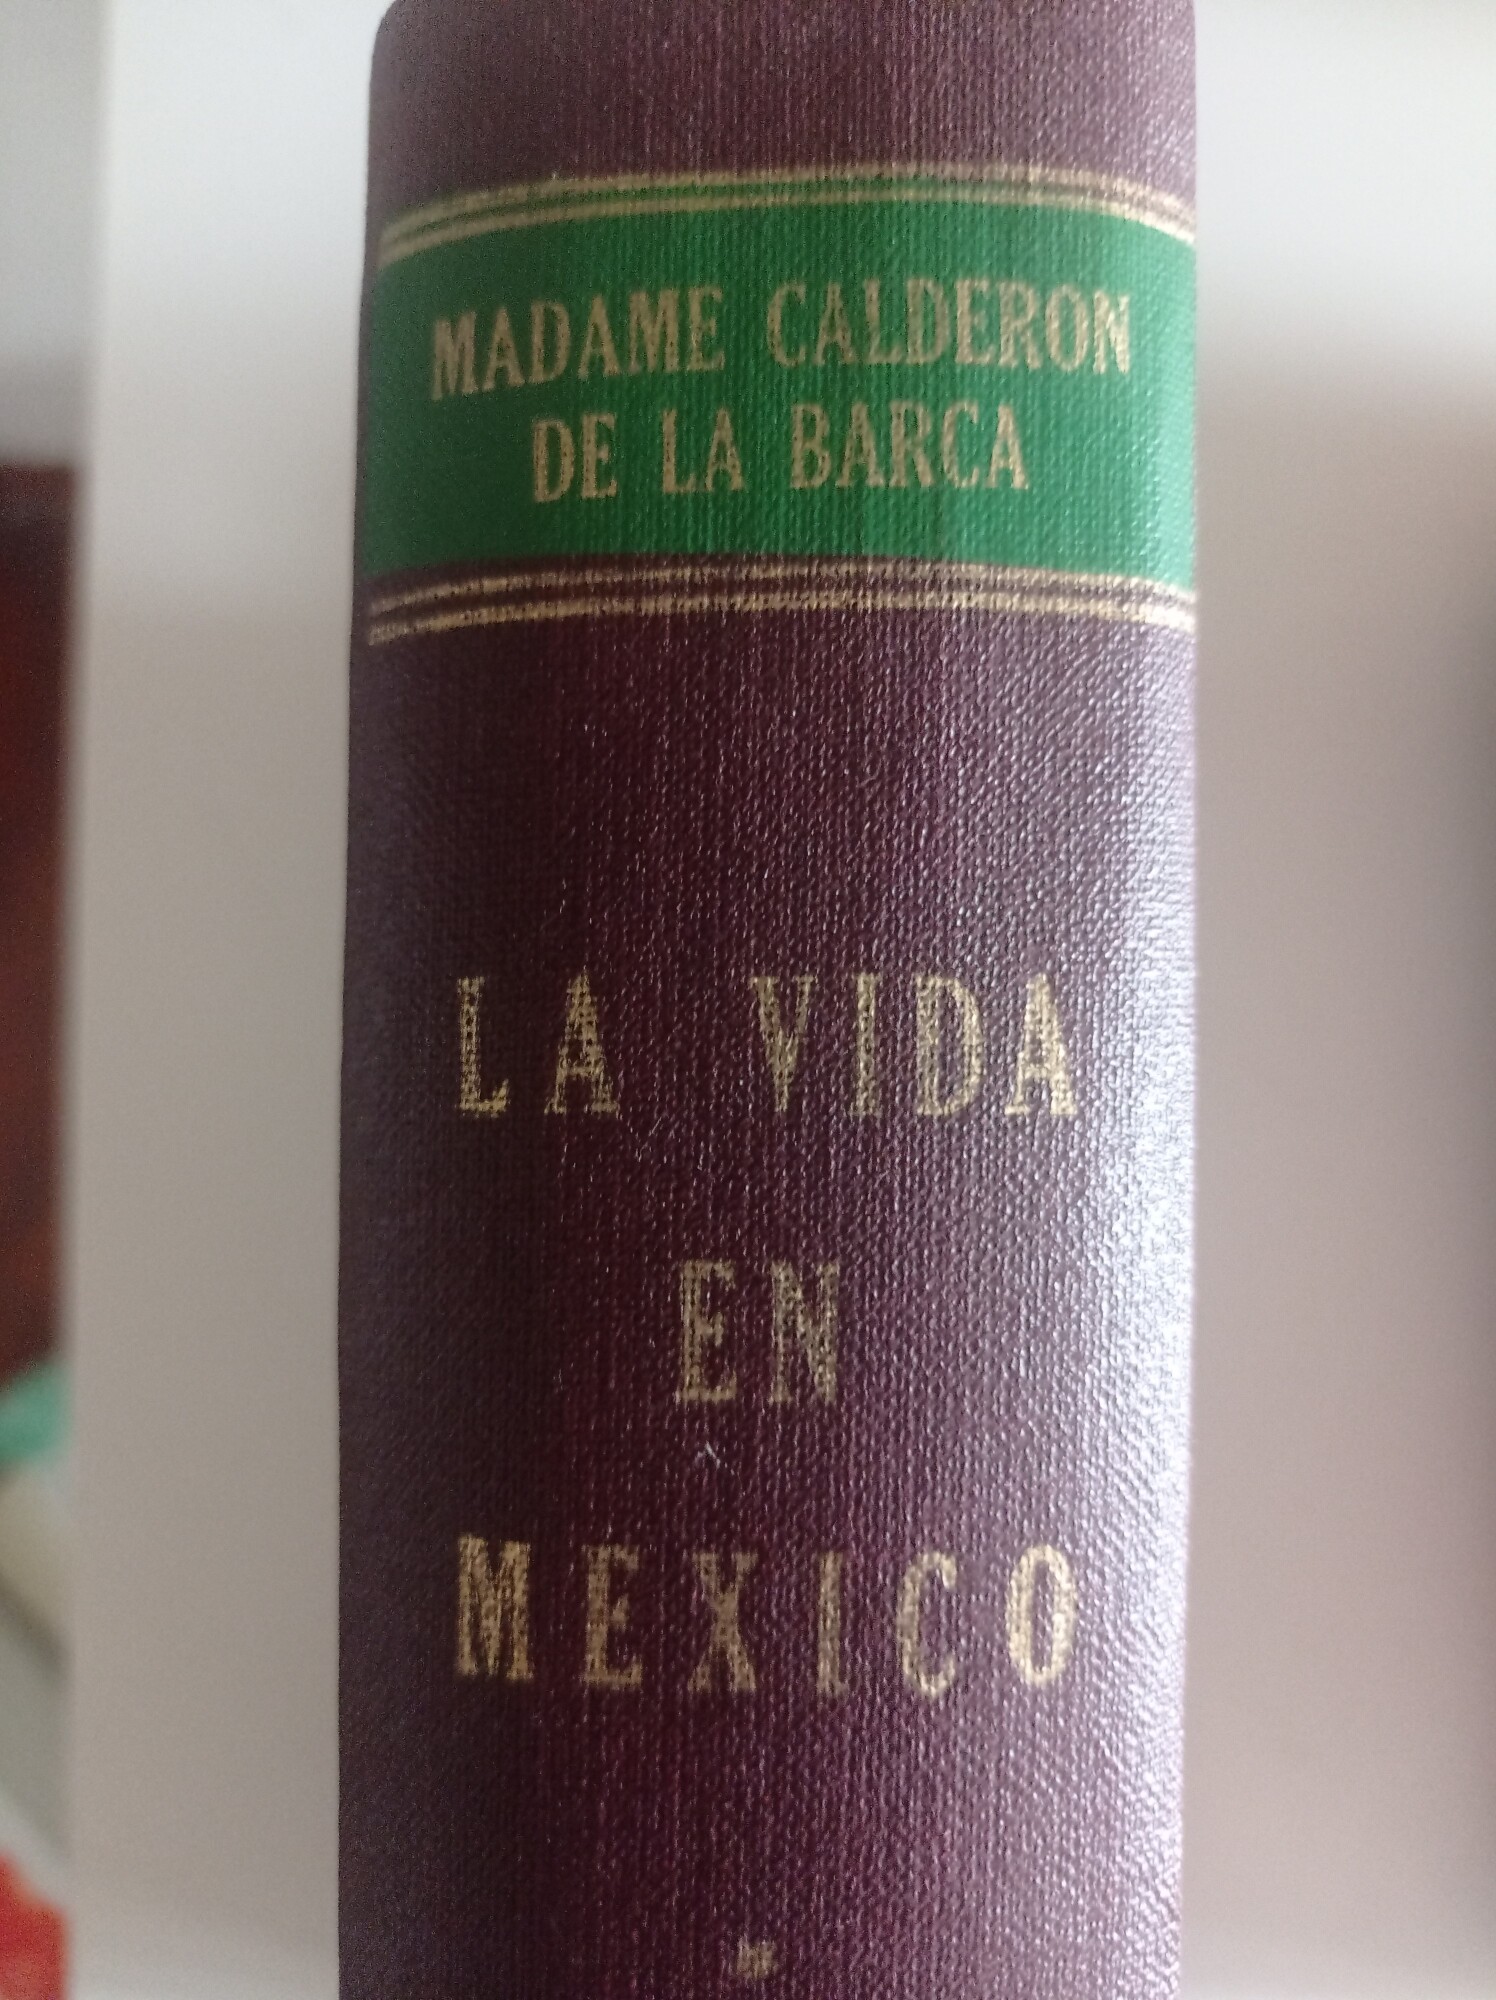 MADAME CALDERON
DE LA BARCA
LA VIDA
EN
MEXICO